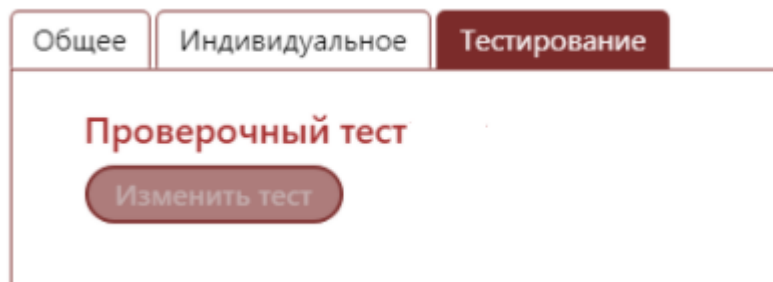 Общее Индивидуальное Тестирование
Проверочный тест
Изменить тест